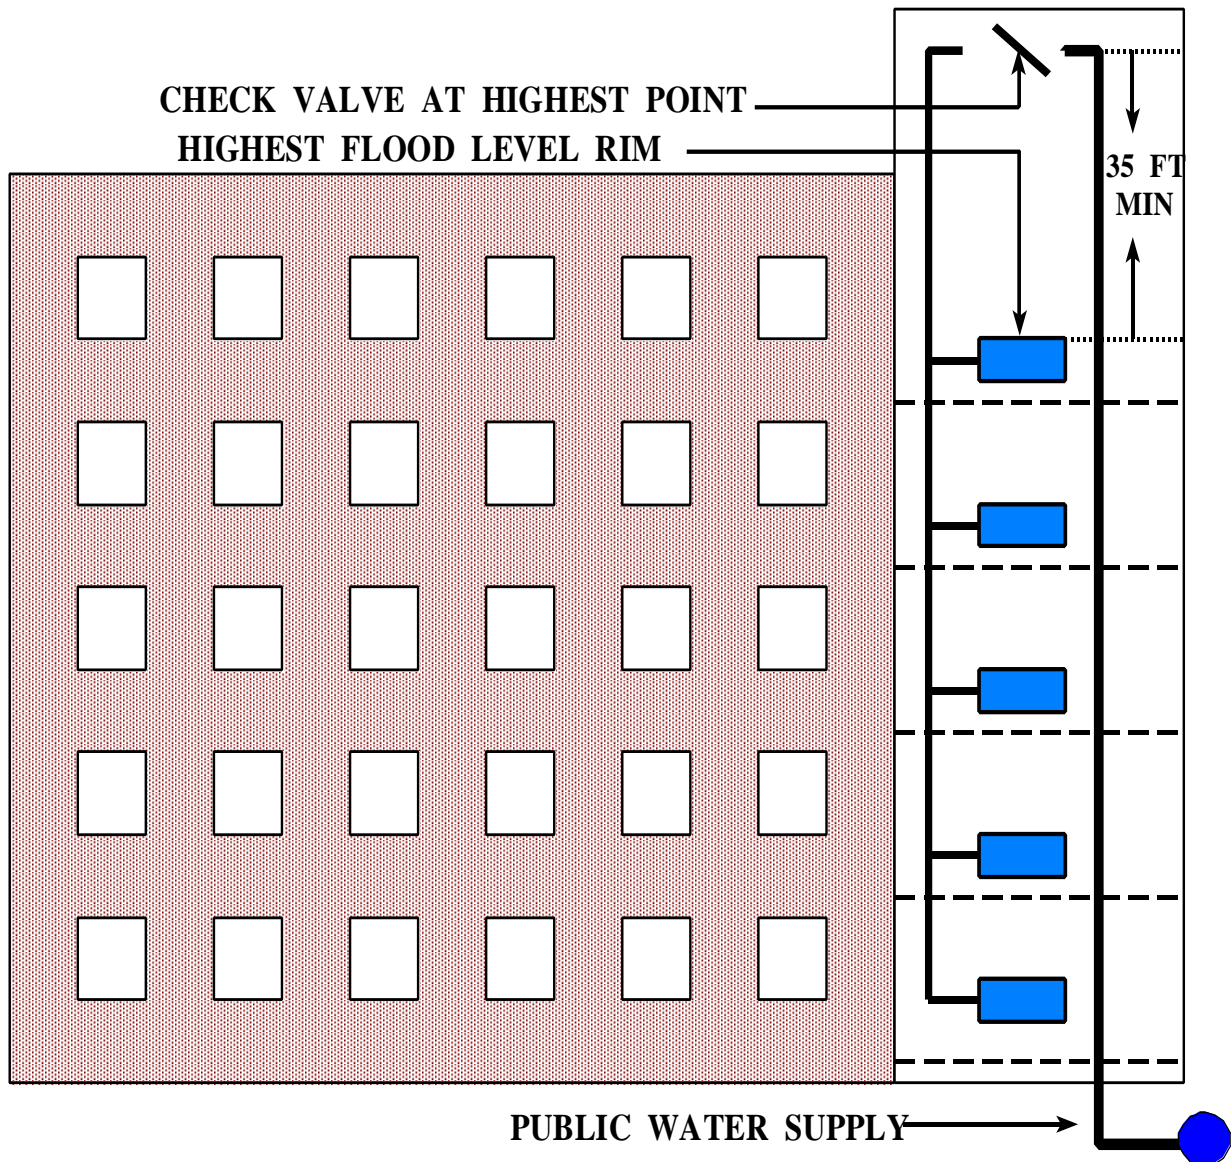 CHECK VALVE AT HIGHEST POINT
HIGHEST FLOOD LEVEL RIM
35 FT
MIN
PUBLIC WATER SUPPLY